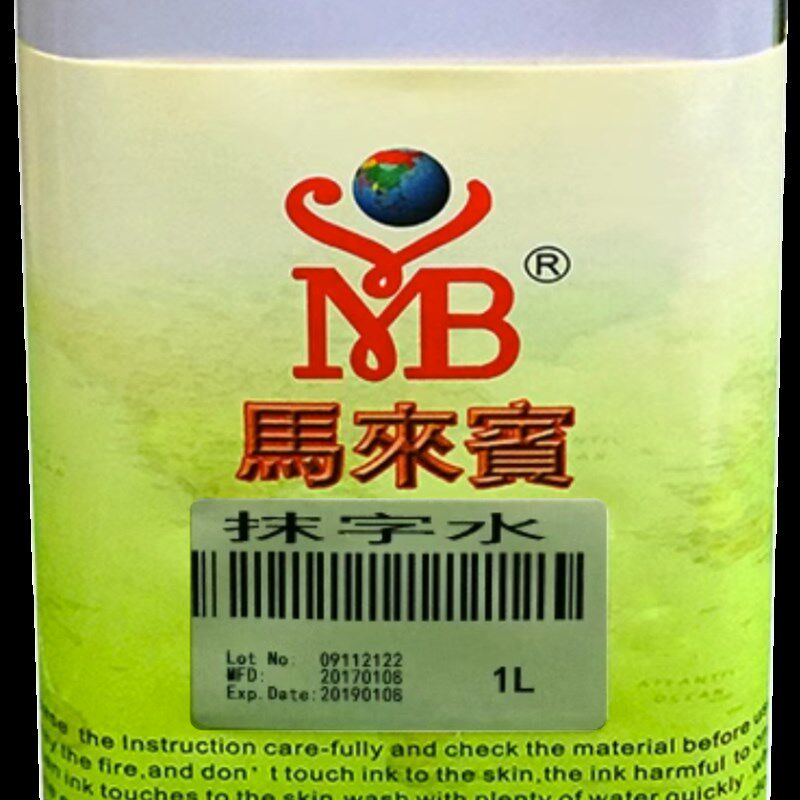 MB®
馬來賓
抹字水
Lot No: 09112122
MFD: 20170108
Exp.Date:20190108
1L
ATLANTIC
OCEAN
the Instruction care-fully and check the material before
the fire,and don't touch ink to the skin,the ink harmful to
ink touches to the skin,wash with plenty of water quickly